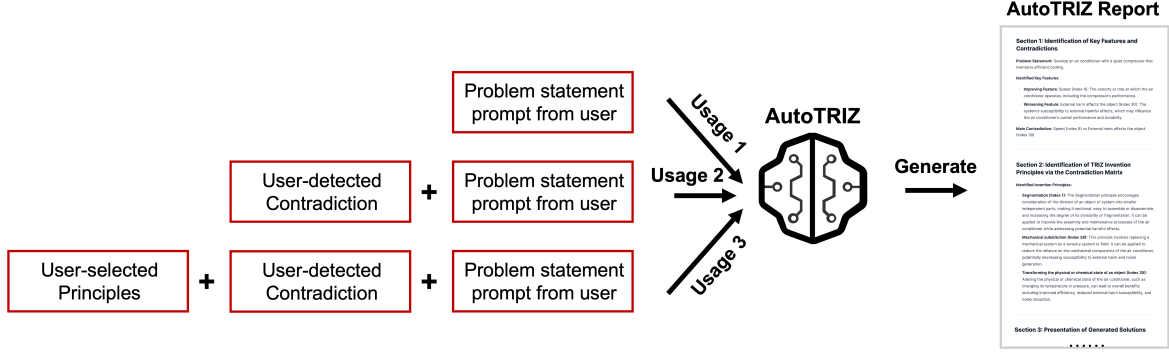 AutoTRIZ Report
Problem statement
prompt from user
Usage 1
User-detected
Contradiction
+
Problem statement
prompt from user
Usage 2
User-selected
Principles
+
User-detected
Contradiction
+
Problem statement
prompt from user
Usage 3
AutoTRIZ
Generate
Section 1: Identification of Key Features and
Contradictions
Problem Statement: Develop an air conditioner with a quiet compressor that
maintains efficient cooling.
Identified Key Features:
Improving Feature: Speed (Index 9): The velocity or rate at which the air
conditioner operates, including the compressor's performance.
Worsening Feature: External harm affects the object (Index 30): The
system's susceptibility to external harmful effects, which may influence
the air conditioner's overall performance and durability.
Main Contradiction: Speed (Index 9) vs External harm affects the object
(Index 30)
Section 2: Identification of TRIZ Invention
Principles via the Contradiction Matrix
Identified Invention Principles:
Segmentation (Index 1): The Segmentation principle encourages
consideration of the division of an object or system into smaller
independent parts, making it sectional, easy to assemble or disassemble,
and increasing the degree of its divisibility or fragmentation. It can be
applied to improve the assembly and maintenance processes of the air
conditioner while addressing potential harmful effects.
Mechanical substitution (Index 28): This principle involves replacing a
mechanical system by a sensory system or field. It can be applied to
reduce the reliance on the mechanical components of the air conditioner,
potentially decreasing susceptibility to external harm and noise
generation.
Transforming the physical or chemical state of an object (Index 35):
Altering the physical or chemical state of the air conditioner, such as
changing its temperature or pressure, can lead to overall benefits
including improved efficiency, reduced external harm susceptibility, and
noise reduction.
Section 3: Presentation of Generated Solutions
......